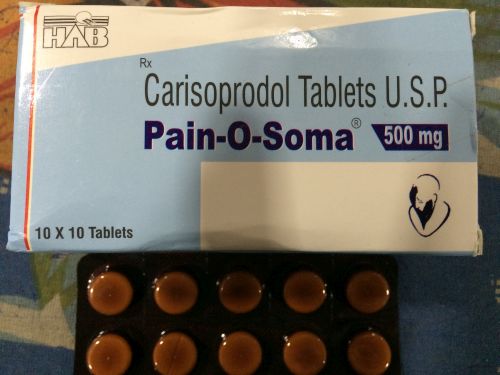 HAB
Rx
Carisoprodol Tablets U.S.P.
Pain-O-Soma® 500 mg
10 X 10 Tablets